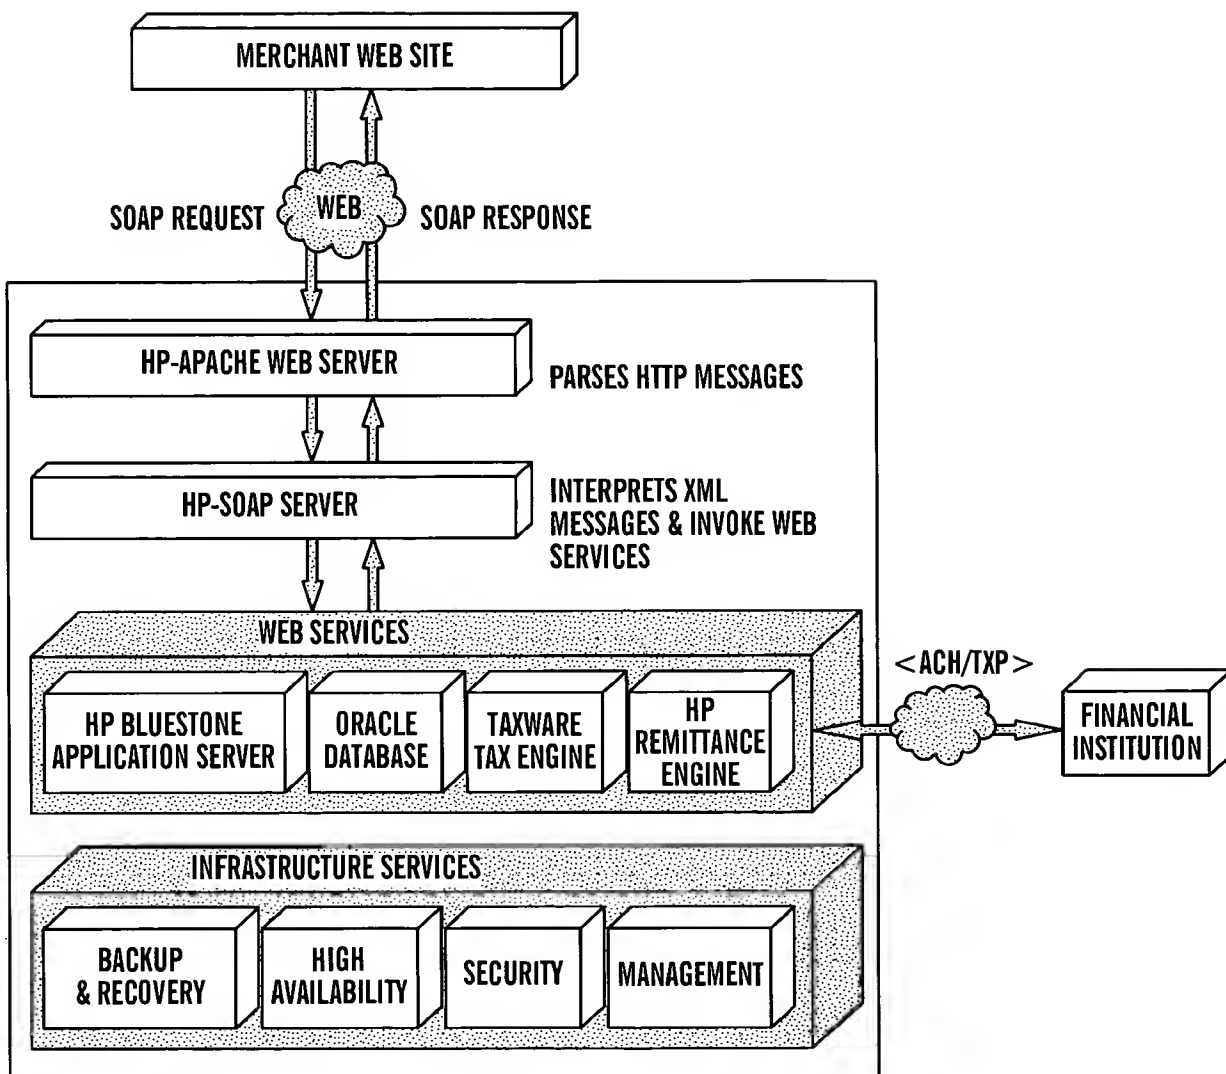 MERCHANT WEB SITE
SOAP REQUEST
WEB
SOAP RESPONSE
HP-APACHE WEB SERVER
PARSES HTTP MESSAGES
HP-SOAP SERVER
INTERPRETS XML
MESSAGES & INVOKE WEB
SERVICES
WEB SERVICES
HP BLUESTONE
APPLICATION SERVER
ORACLE
DATABASE
TAXWARE
TAX ENGINE
HP
REMITTANCE
ENGINE
<ACH/TXP>
FINANCIAL
INSTITUTION
INFRASTRUCTURE SERVICES
BACKUP
& RECOVERY
HIGH
AVAILABILITY
SECURITY
MANAGEMENT